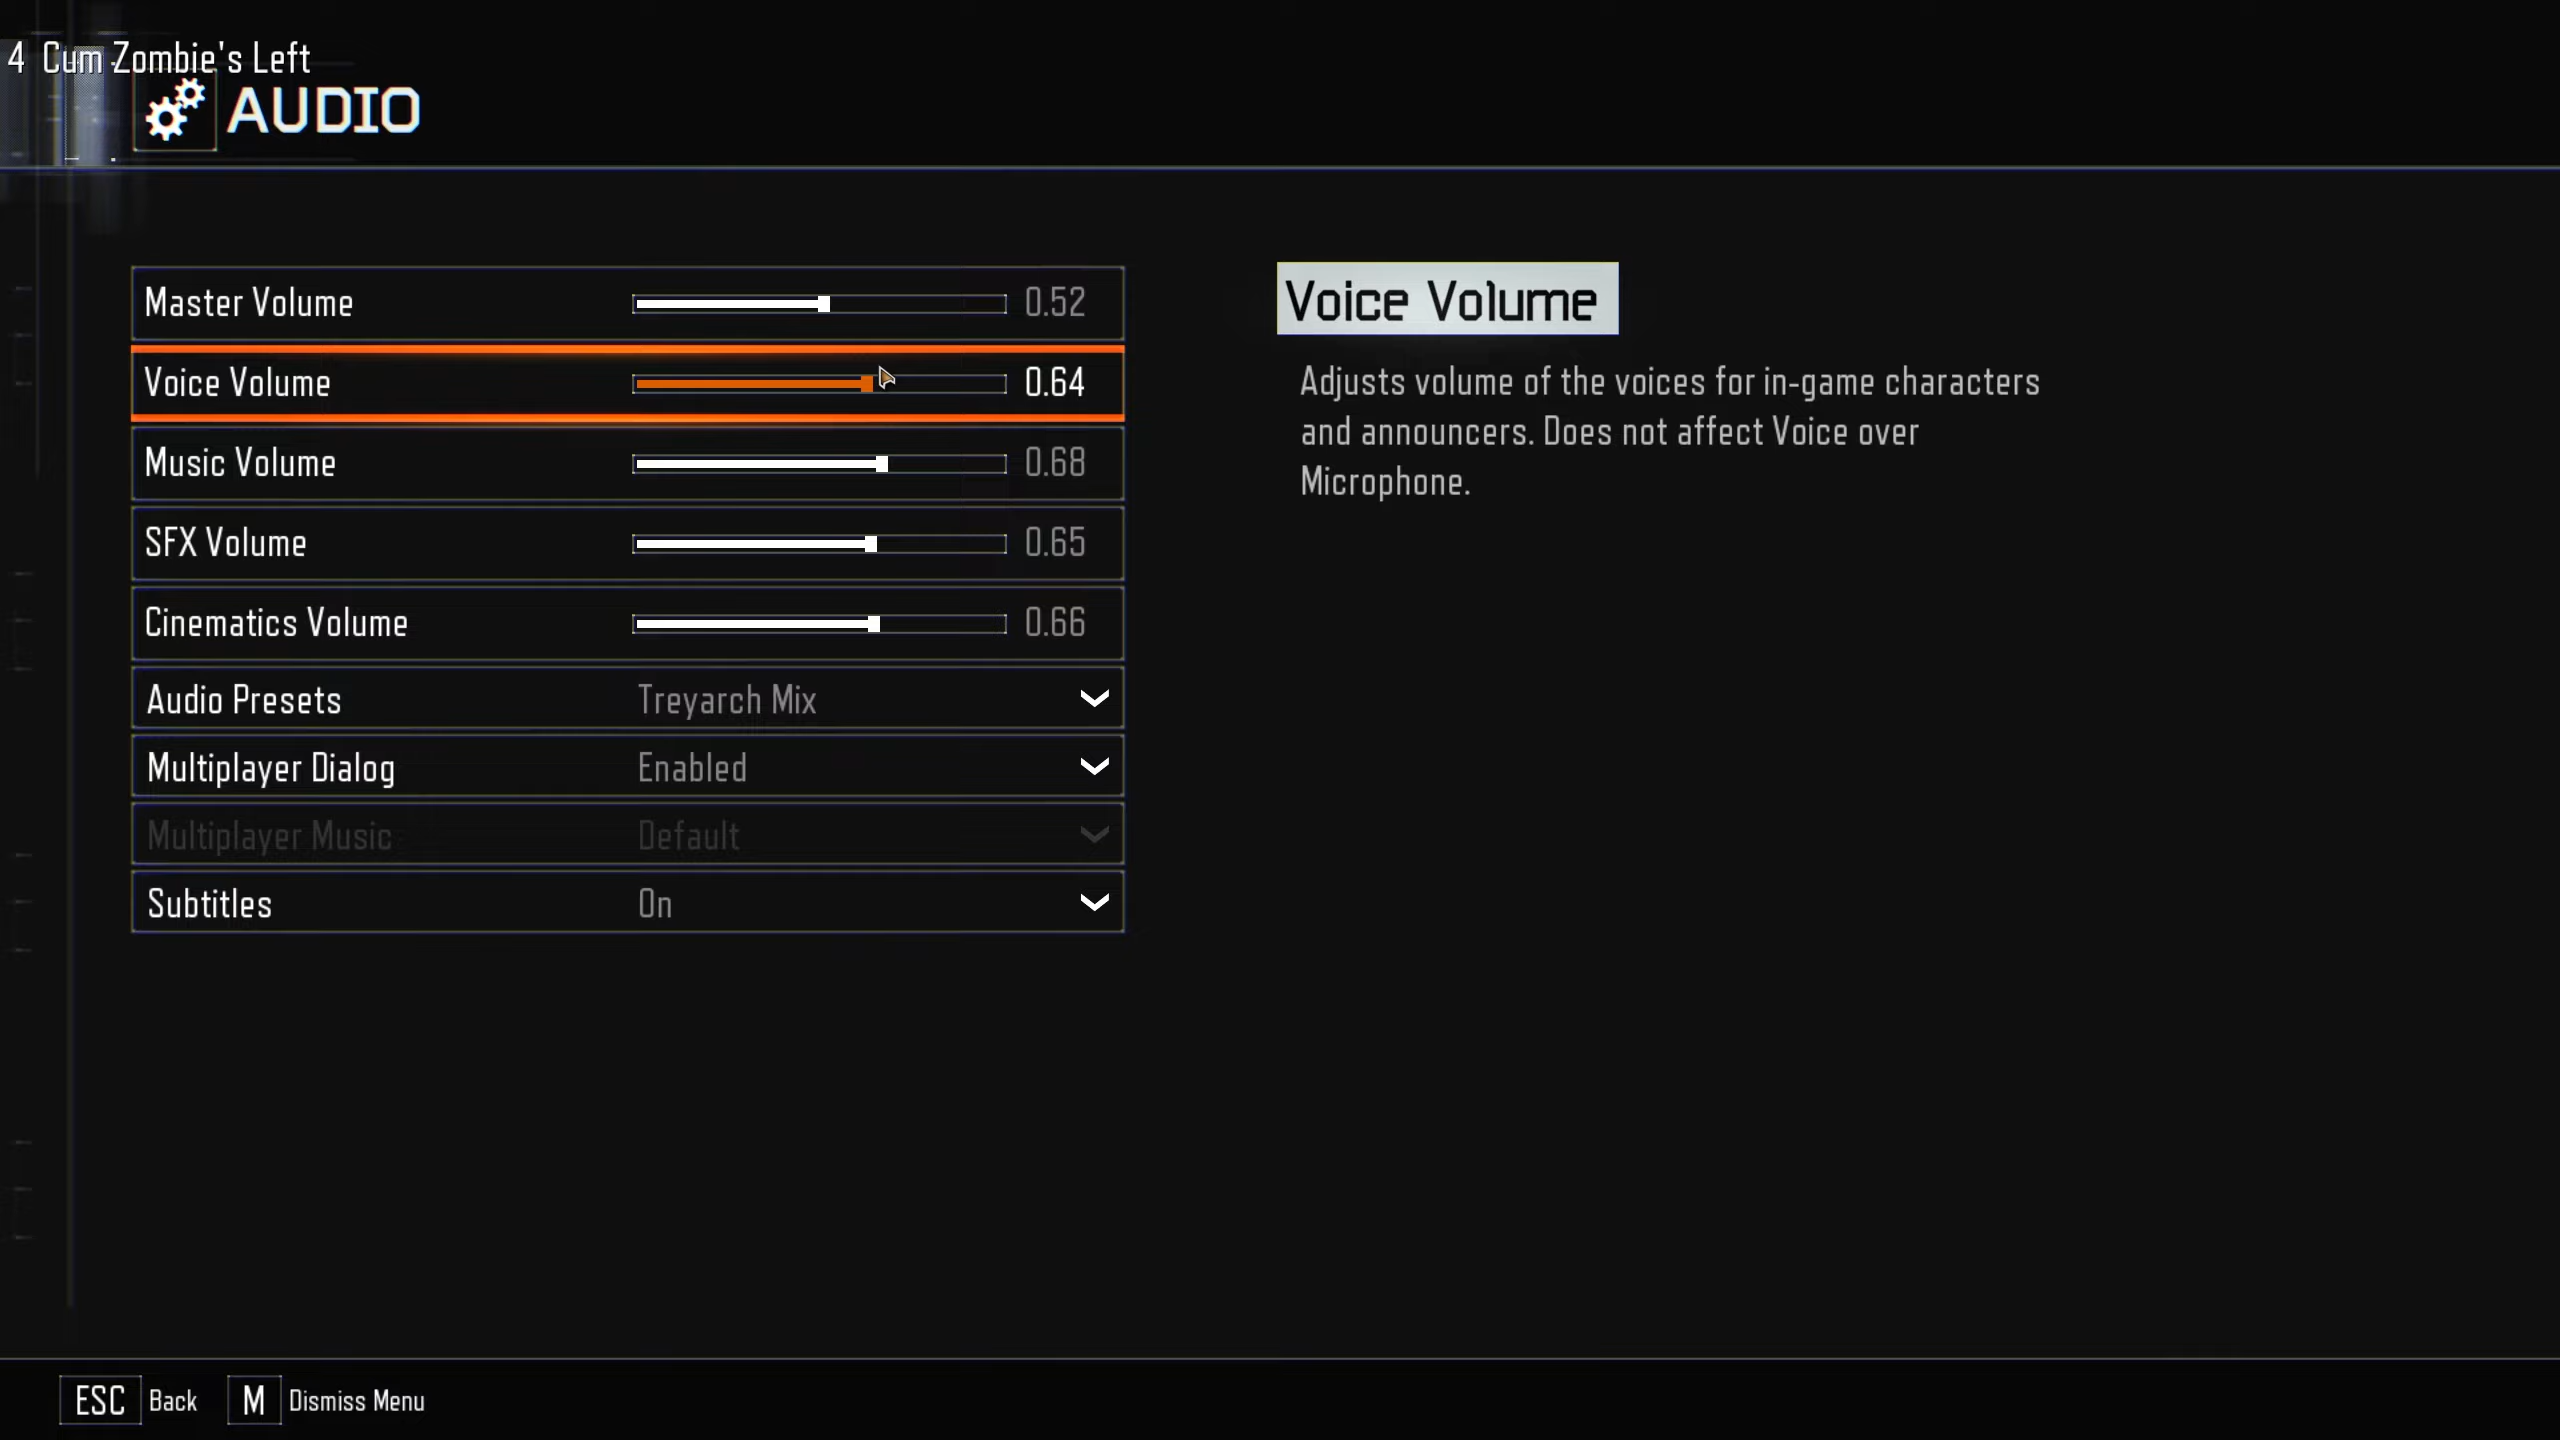 4 Cum Zombie's Left
AUDIO
Master Volume 0.52
Voice Volume 0.64
Music Volume 0.68
SFX Volume 0.65
Cinematics Volume 0.66
Audio Presets Treyarch Mix
Multiplayer Dialog Enabled
Multiplayer Music Default
Subtitles On
Voice Volume
Adjusts volume of the voices for in-game characters
and announcers. Does not affect Voice over
Microphone.
ESC Back M Dismiss Menu